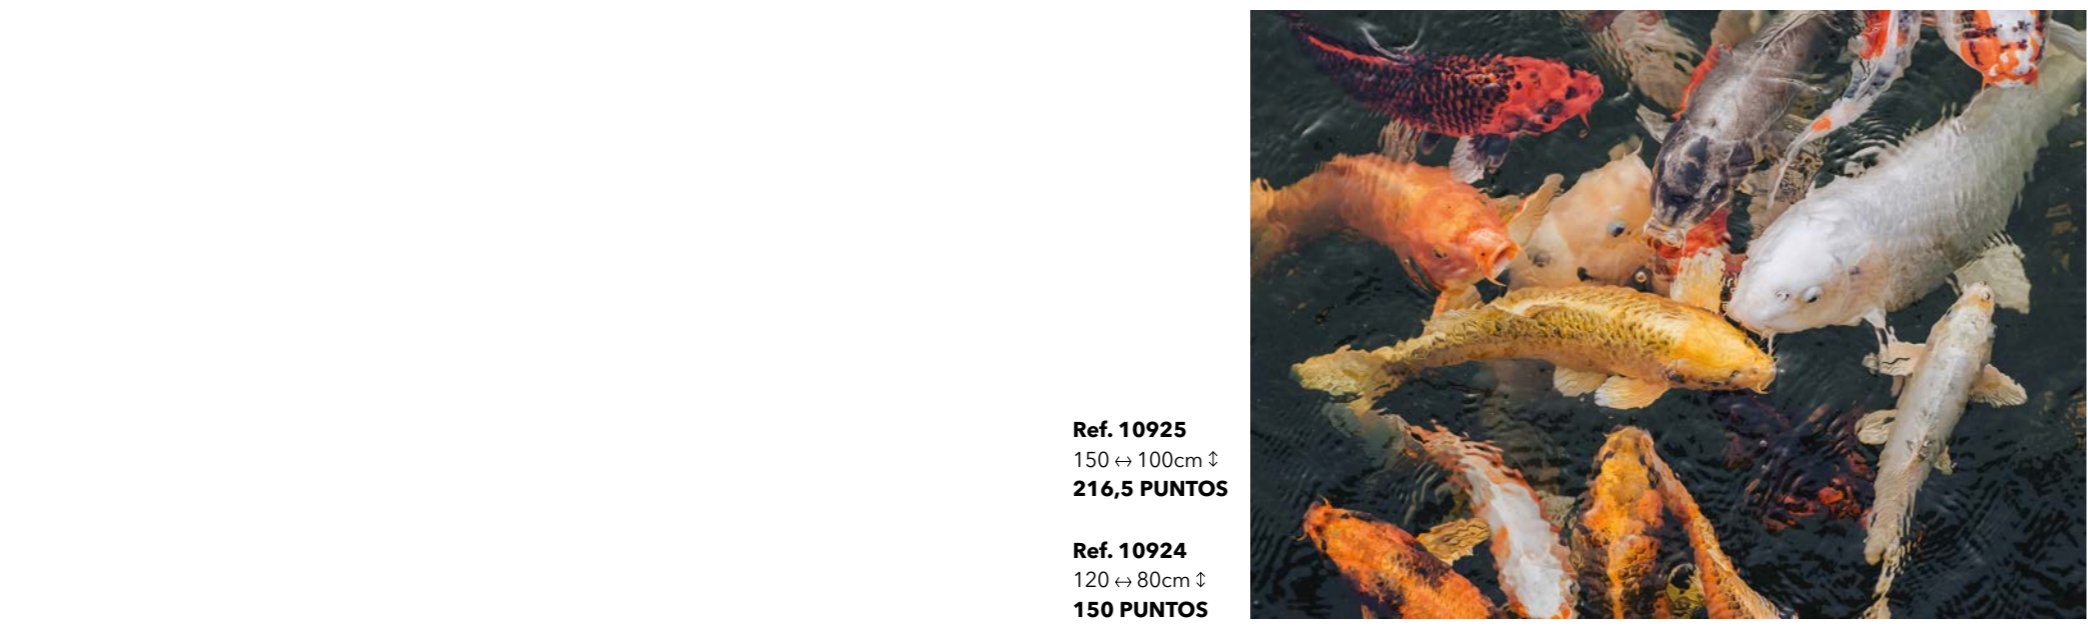 Ref. 10925
150 ↔ 100cm ↕
216,5 PUNTOS
Ref. 10924
120 ↔ 80cm ↕
150 PUNTOS